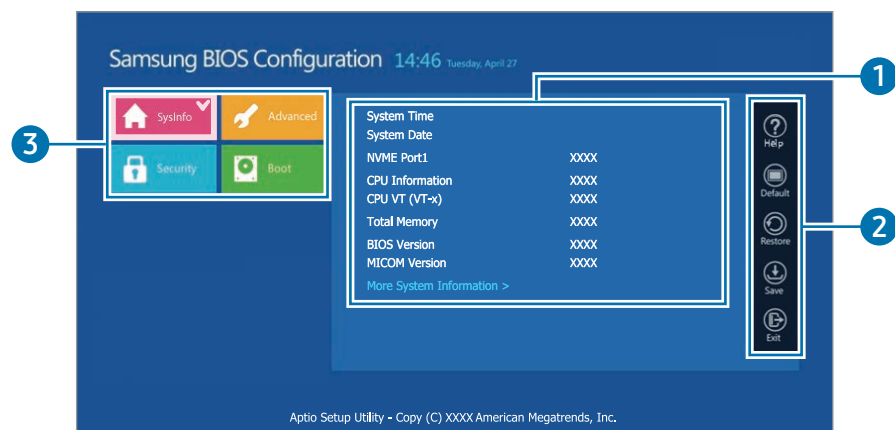 Samsung BIOS Configuration 14:46 Tuesday, April 27
1
3
SysInfo
Advanced
Security
Boot
System Time
System Date
NVME Port1 XXXX
CPU Information XXXX
CPU VT (VT-x) XXXX
Total Memory XXXX
BIOS Version XXXX
MICOM Version XXXX
More System Information >
Help
Default
Restore
Save
Exit
2
Aptio Setup Utility - Copy (C) XXXX American Megatrends, Inc.